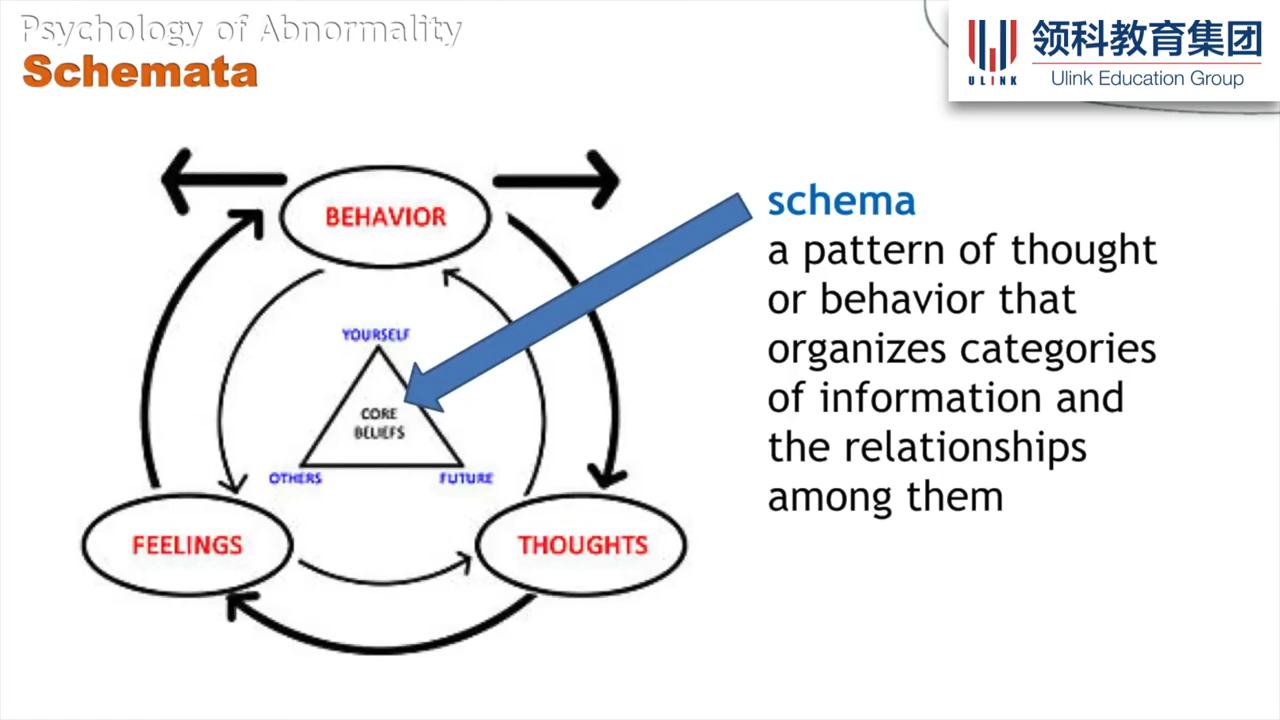 Psychology of Abnormality
Schemata
ULINK
领科教育集团
Ulink Education Group
BEHAVIOR
YOURSELF
CORE
BELIEFS
OTHERS
FUTURE
FEELINGS
THOUGHTS
schema
a pattern of thought
or behavior that
organizes categories
of information and
the relationships
among them